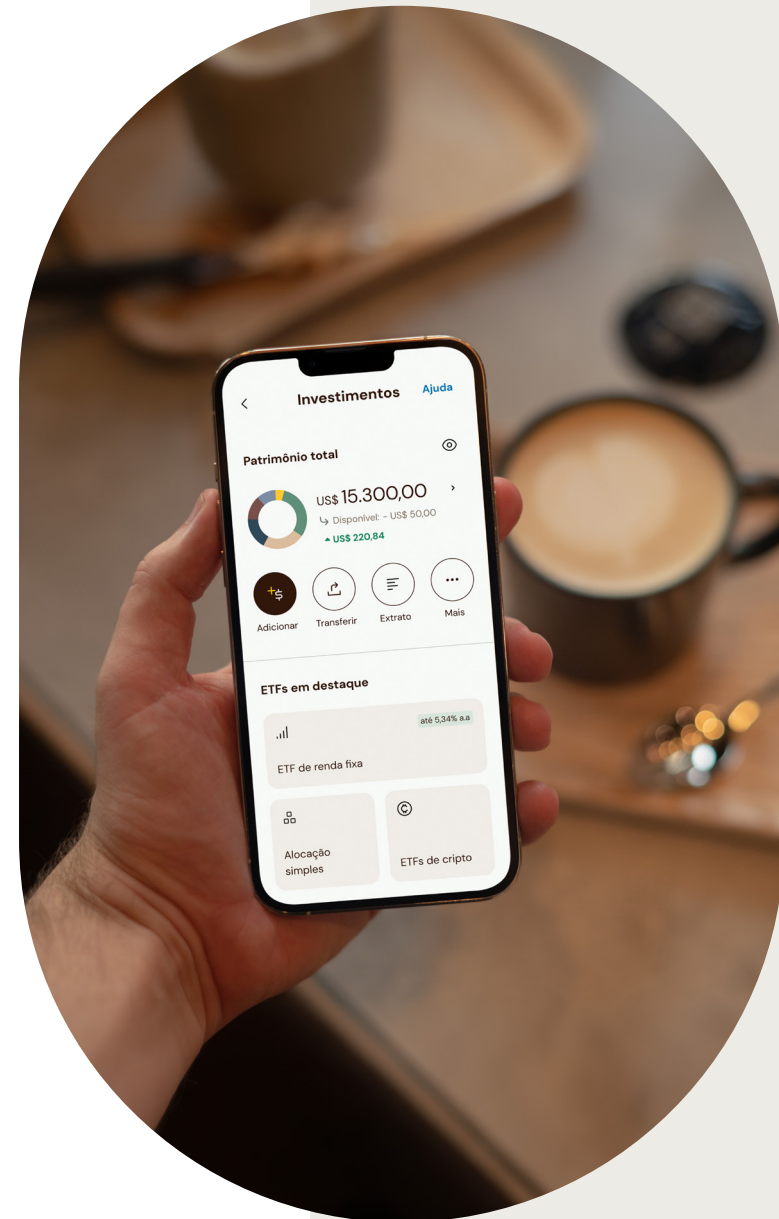 Investimentos
Ajuda
Patrimônio total
US$ 15.300,00
Disponível: - US$ 50,00
US$ 220,84
Adicionar
Transferir
Extrato
Mais
ETFs em destaque
até 5,34% a.a
ETF de renda fixa
Alocação
simples
ETFs de cripto